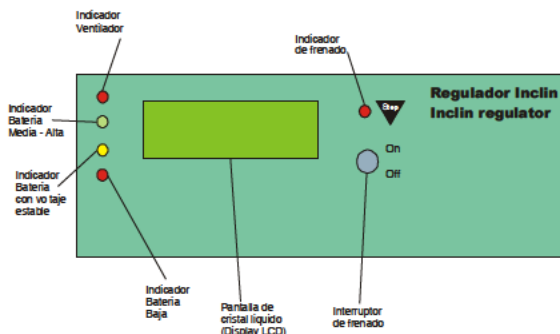 Indicador
Ventilador
Indicador
de frenado
Regulador Inclin
Inclin regulator
Stop
Indicador
Bateria
Media - Alta
On
Off
Indicador
Bateria
con vo taje
estable
Indicador
Bateria
Baja
Pantalla de
cristal líquido
(Display LCD)
Interruptor
de frenado